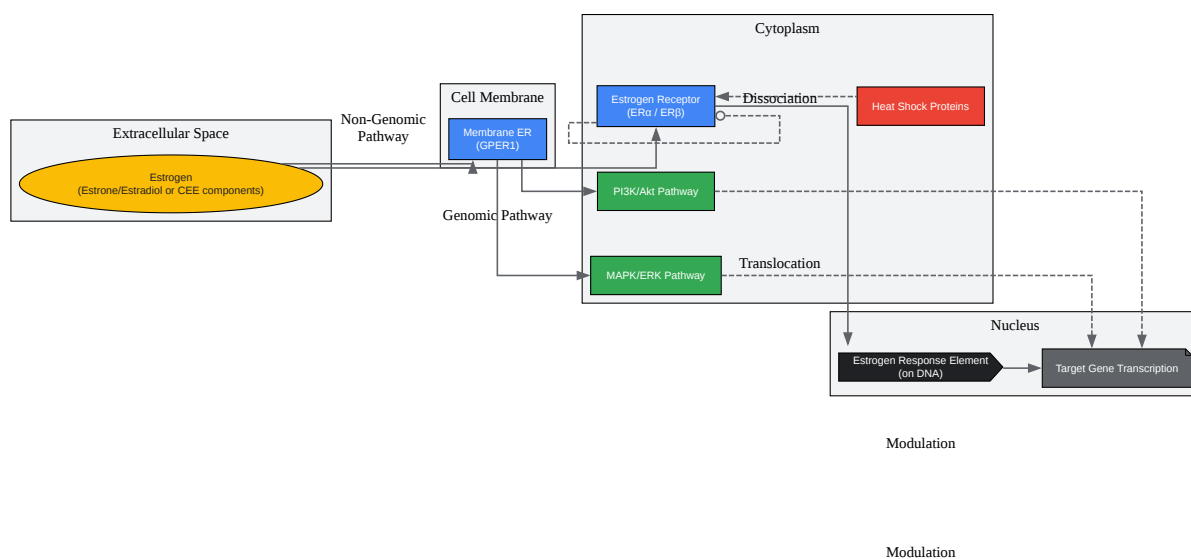 Cytoplasm
Cell Membrane
Estrogen Receptor
(ERα / ERβ)
Dissociation
Heat Shock Proteins
Non-Genomic
Pathway
Extracellular Space
Membrane ER
(GPER1)
Estrogen
(Estrone/Estradiol or CEE components)
PI3K/Akt Pathway
Genomic Pathway
Translocation
MAPK/ERK Pathway
Nucleus
Estrogen Response Element
(on DNA)
Target Gene Transcription
Modulation
Modulation